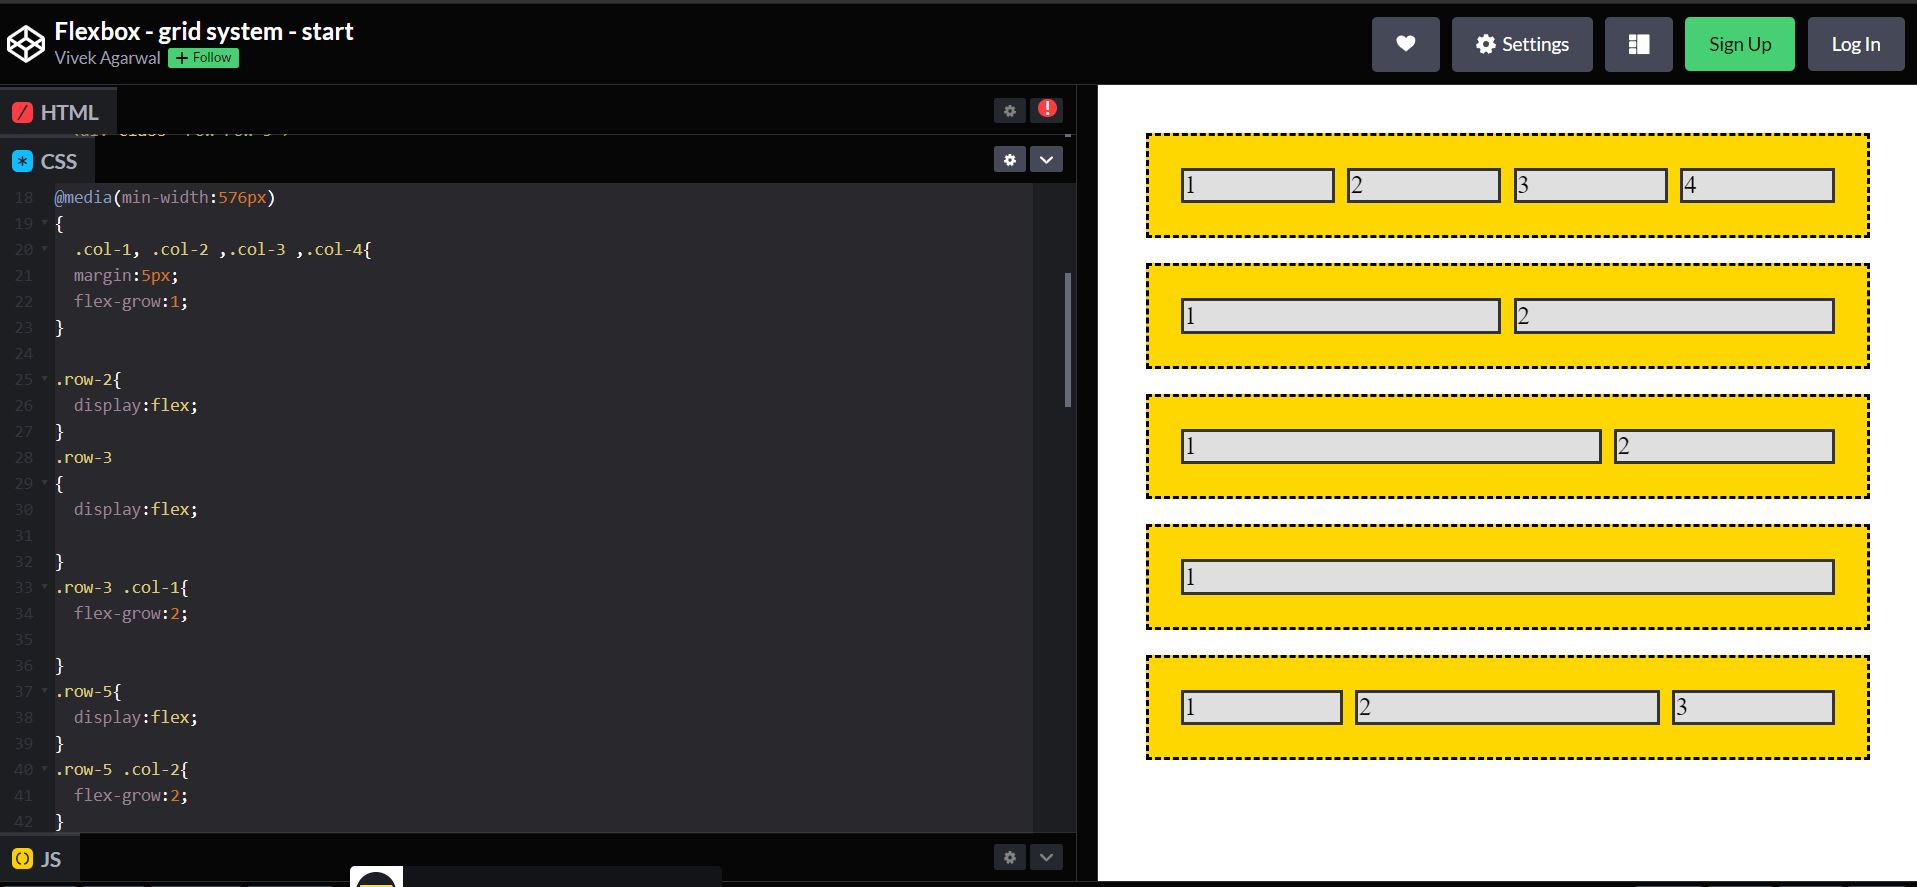 Flexbox - grid system - start
Vivek Agarwal + Follow
Settings
Sign Up
Log In
HTML
CSS
18 @media(min-width:576px)
19 {
20 .col-1, .col-2 ,.col-3 ,.col-4{
21 margin:5px;
22 flex-grow:1;
23 }
24
25 .row-2{
26 display:flex;
27 }
28 .row-3
29 {
30 display:flex;
31
32 }
33 .row-3 .col-1{
34 flex-grow:2;
35
36 }
37 .row-5{
38 display:flex;
39 }
40 .row-5 .col-2{
41 flex-grow:2;
42 }
JS
1 2 3 4
1 2
1 2
1
1 2 3